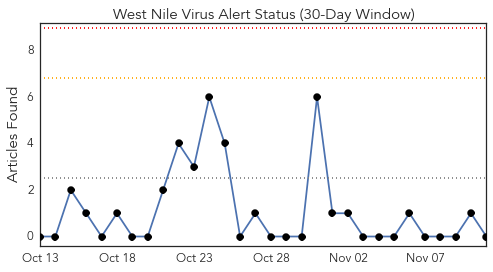 West Nile Virus Alert Status (30-Day Window)
Articles Found
8
6
4
2
0
Oct 13 Oct 18 Oct 23 Oct 28 Nov 02 Nov 07